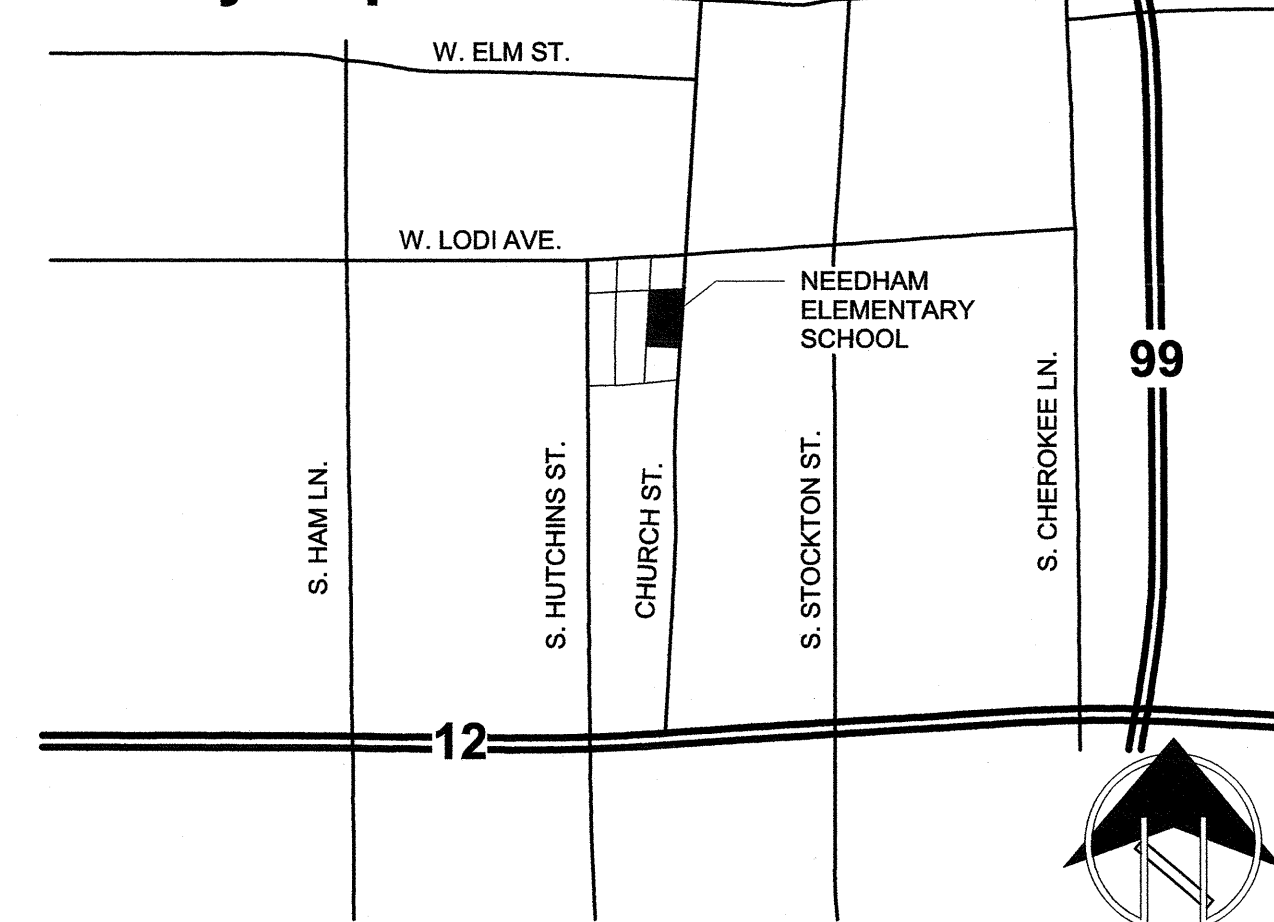 W. ELM ST.
W. LODI AVE.
NEEDHAM
ELEMENTARY
SCHOOL
99
S. HAM LN.
S. HUTCHINS ST.
CHURCH ST.
S. STOCKTON ST.
S. CHEROKEE LN.
12
N